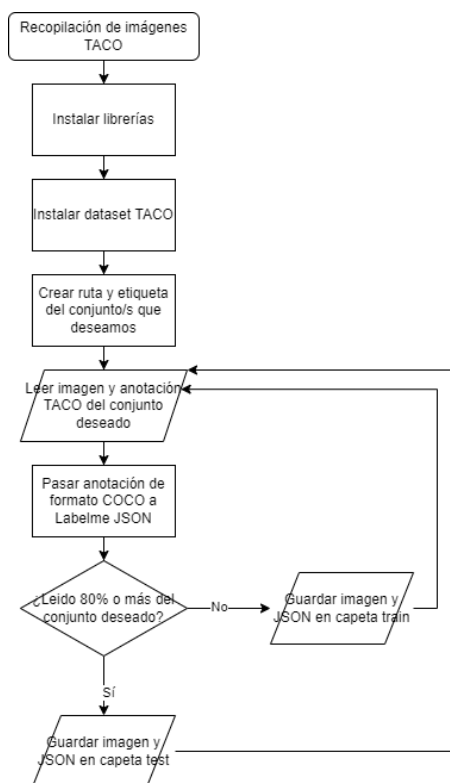 Recopilación de imágenes
TACO
Instalar librerías
Instalar dataset TACO
Crear ruta y etiqueta
del conjunto/s que
deseamos
Leer imagen y anotación
TACO del conjunto
deseado
Pasar anotación de
formato COCO a
Labelme JSON
¿Leido 80% o más del
conjunto deseado?
No
Guardar imagen y
JSON en capeta train
Sí
Guardar imagen y
JSON en capeta test